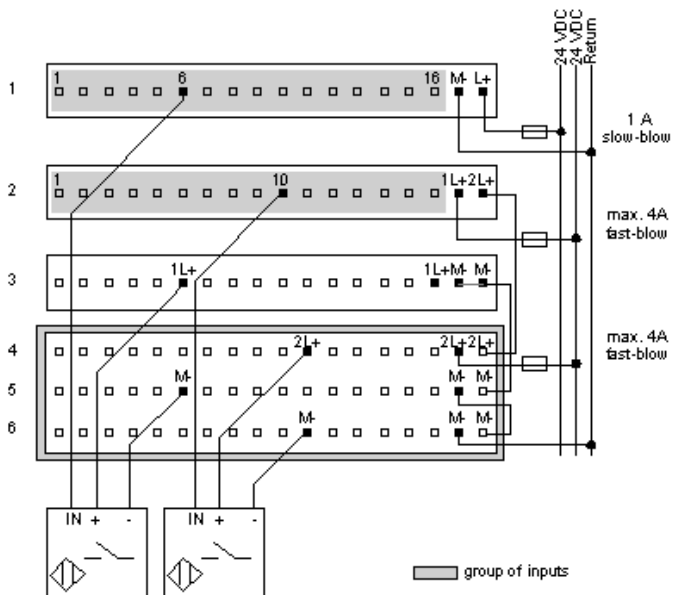 24 VDC
24 VDC
Return
1 1 6 16 M- L+
1 A
slow-blow
2 1 10 1L+ 2L+
max. 4A
fast-blow
3 1L+ 1L+ M- M-
4 2L+ 2L+ 2L+
max. 4A
fast-blow
5 M- M- M-
6 M- M- M-
IN + -
IN + -
group of inputs